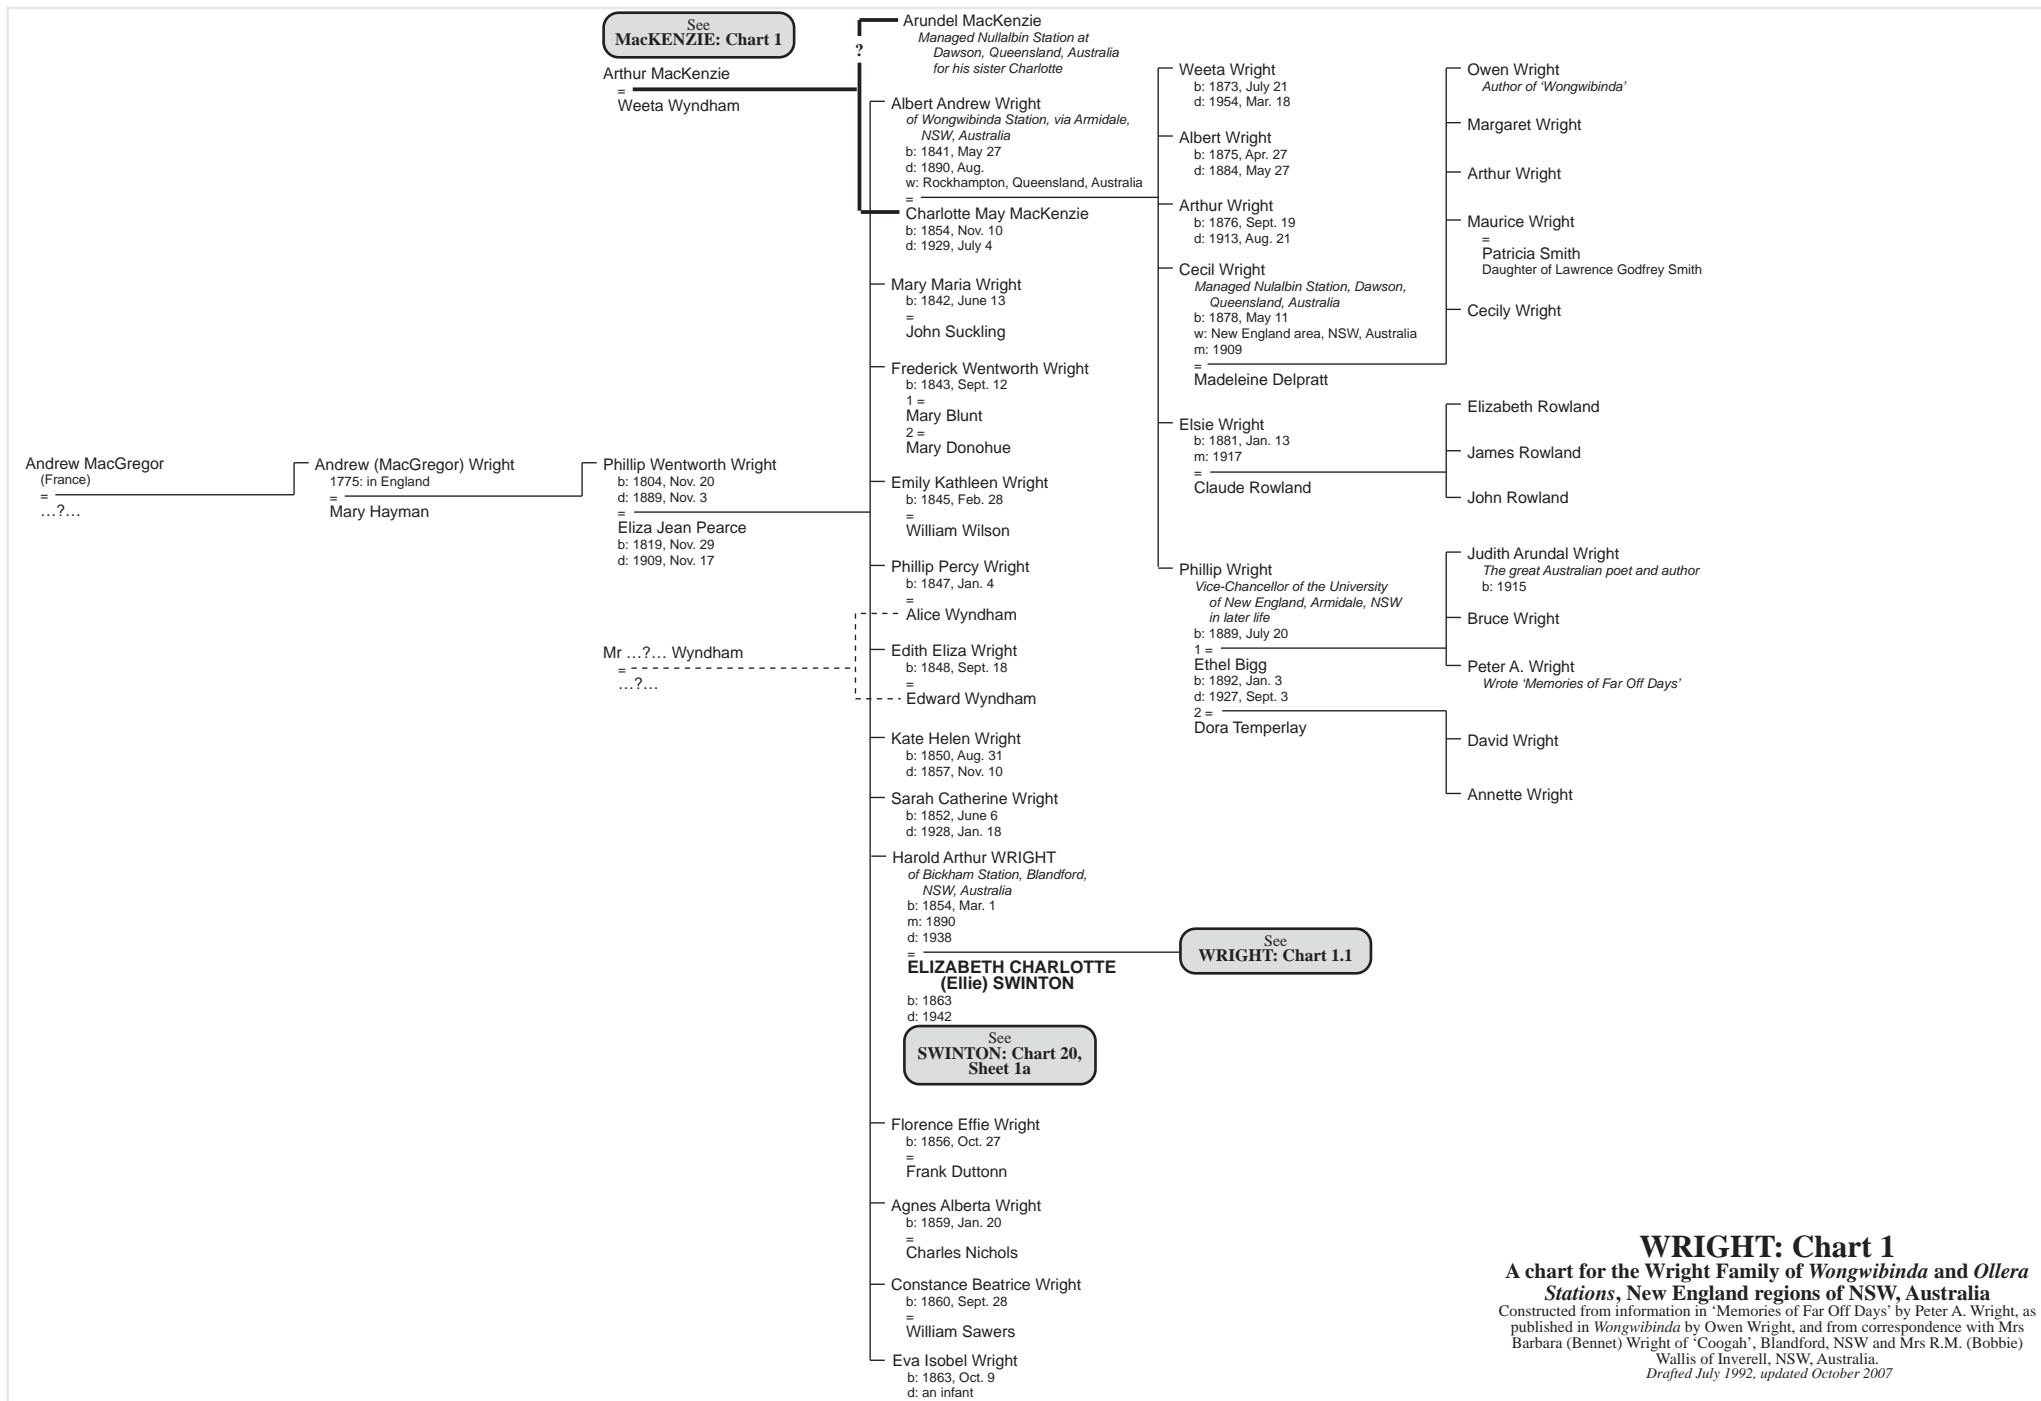 See
MacKENZIE: Chart 1
Arthur MacKenzie
=
Weeta Wyndham
?
Arundel MacKenzie
Managed Nullalbin Station at
Dawson, Queensland, Australia
for his sister Charlotte
Andrew MacGregor
(France)
=
…?…
Andrew (MacGregor) Wright
1775: in England
=
Mary Hayman
Phillip Wentworth Wright
b: 1804, Nov. 20
d: 1889, Nov. 3
=
Eliza Jean Pearce
b: 1819, Nov. 29
d: 1909, Nov. 17
Mr …?… Wyndham
=
…?…
Albert Andrew Wright
of Wongwibinda Station, via Armidale,
NSW, Australia
b: 1841, May 27
d: 1890, Aug.
w: Rockhampton, Queensland, Australia
=
Charlotte May MacKenzie
b: 1854, Nov. 10
d: 1929, July 4
Mary Maria Wright
b: 1842, June 13
=
John Suckling
Frederick Wentworth Wright
b: 1843, Sept. 12
1 =
Mary Blunt
2 =
Mary Donohue
Emily Kathleen Wright
b: 1845, Feb. 28
=
William Wilson
Phillip Percy Wright
b: 1847, Jan. 4
=
Alice Wyndham
Edith Eliza Wright
b: 1848, Sept. 18
=
Edward Wyndham
Kate Helen Wright
b: 1850, Aug. 31
d: 1857, Nov. 10
Sarah Catherine Wright
b: 1852, June 6
d: 1928, Jan. 18
Harold Arthur WRIGHT
of Bickham Station, Blandford,
NSW, Australia
b: 1854, Mar. 1
m: 1890
d: 1938
=
ELIZABETH CHARLOTTE
(Ellie) SWINTON
b: 1863
d: 1942
See
SWINTON: Chart 20,
Sheet 1a
See
WRIGHT: Chart 1.1
Florence Effie Wright
b: 1856, Oct. 27
=
Frank Duttonn
Agnes Alberta Wright
b: 1859, Jan. 20
=
Charles Nichols
Constance Beatrice Wright
b: 1860, Sept. 28
=
William Sawers
Eva Isobel Wright
b: 1863, Oct. 9
d: an infant
Weeta Wright
b: 1873, July 21
d: 1954, Mar. 18
Albert Wright
b: 1875, Apr. 27
d: 1884, May 27
Arthur Wright
b: 1876, Sept. 19
d: 1913, Aug. 21
Cecil Wright
Managed Nulalbin Station, Dawson,
Queensland, Australia
b: 1878, May 11
w: New England area, NSW, Australia
m: 1909
=
Madeleine Delpratt
Elsie Wright
b: 1881, Jan. 13
m: 1917
=
Claude Rowland
Phillip Wright
Vice-Chancellor of the University
of New England, Armidale, NSW
in later life
b: 1889, July 20
1 =
Ethel Bigg
b: 1892, Jan. 3
d: 1927, Sept. 3
2 =
Dora Temperlay
Owen Wright
Author of ‘Wongwibinda’
Margaret Wright
Arthur Wright
Maurice Wright
=
Patricia Smith
Daughter of Lawrence Godfrey Smith
Cecily Wright
Elizabeth Rowland
James Rowland
John Rowland
Judith Arundal Wright
The great Australian poet and author
b: 1915
Bruce Wright
Peter A. Wright
Wrote ‘Memories of Far Off Days’
David Wright
Annette Wright
WRIGHT: Chart 1
A chart for the Wright Family of Wongwibinda and Ollera
Stations, New England regions of NSW, Australia
Constructed from information in ‘Memories of Far Off Days’ by Peter A. Wright, as
published in Wongwibinda by Owen Wright, and from correspondence with Mrs
Barbara (Bennet) Wright of ‘Coogah’, Blandford, NSW and Mrs R.M. (Bobbie)
Wallis of Inverell, NSW, Australia.
Drafted July 1992, updated October 2007